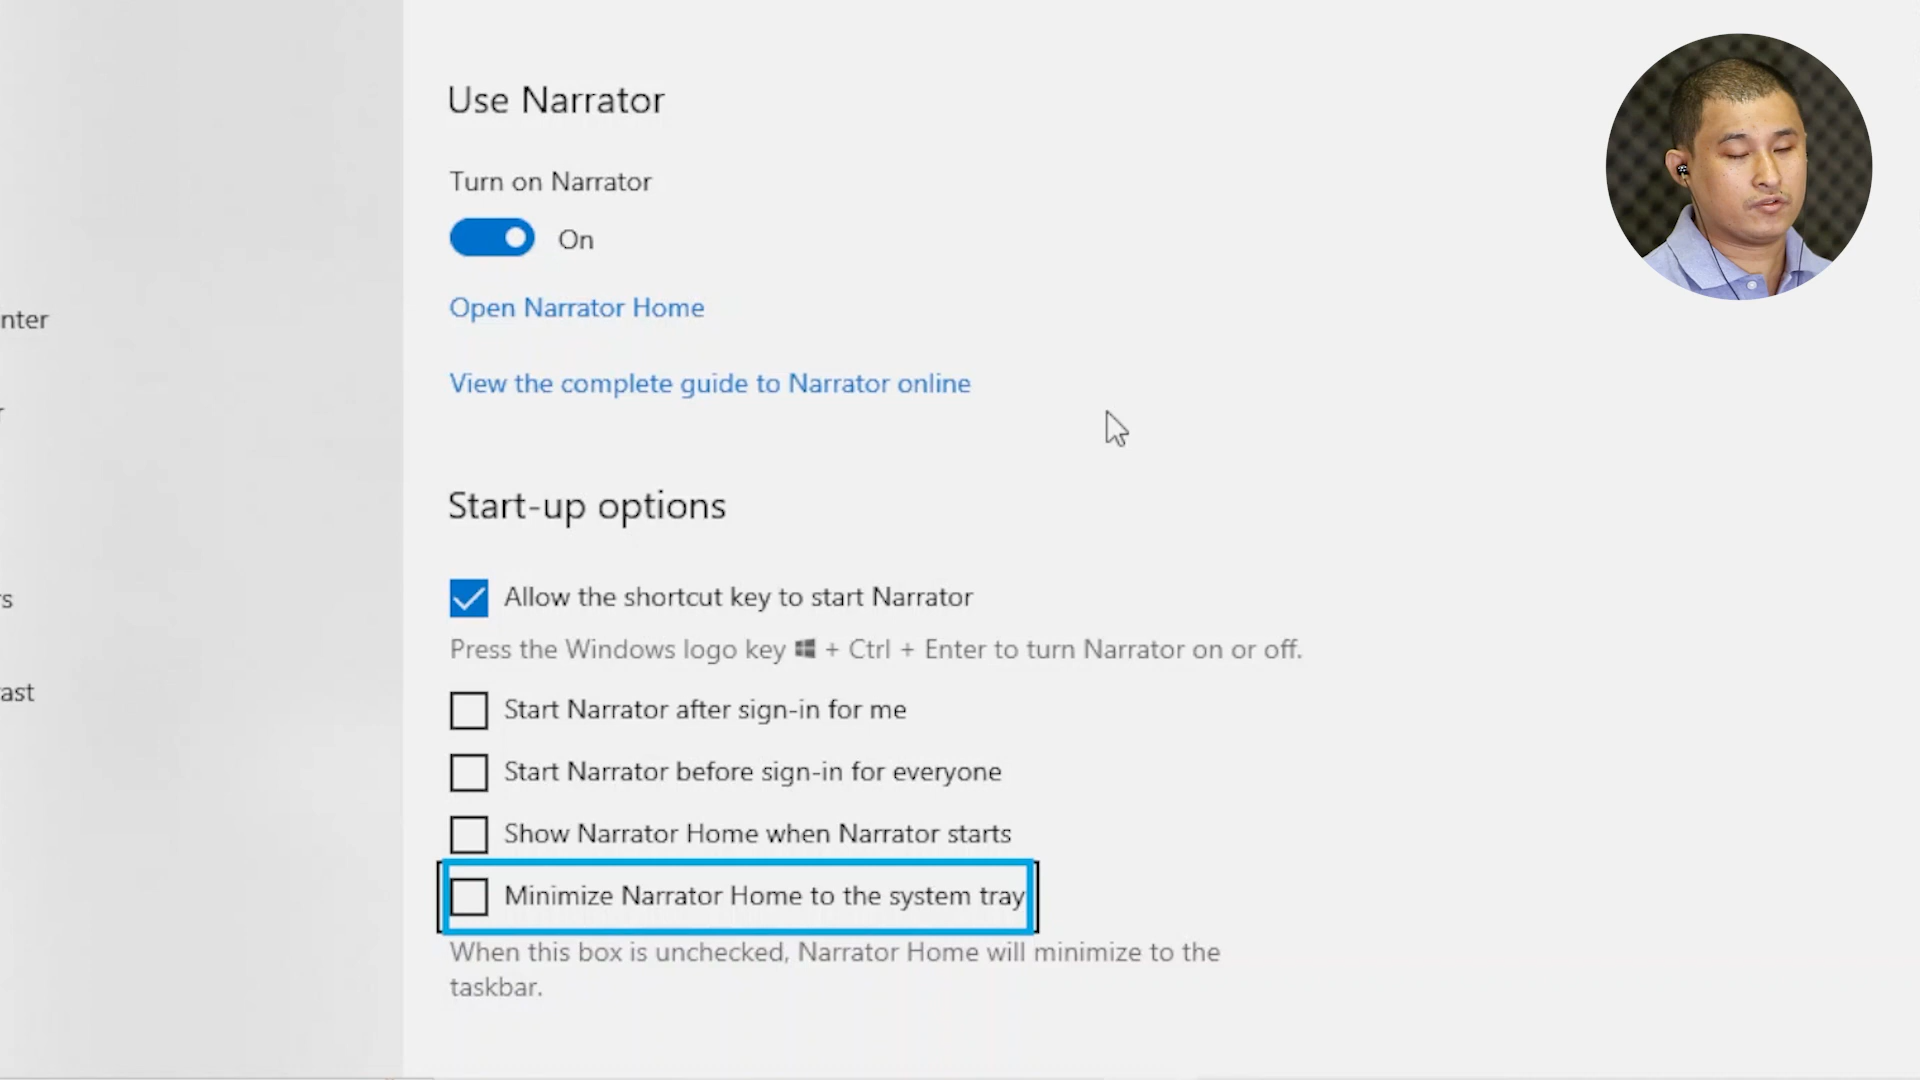 Use Narrator
Turn on Narrator
On
Open Narrator Home
nter
View the complete guide to Narrator online
Start-up options
Allow the shortcut key to start Narrator
s
Press the Windows logo key + Ctrl + Enter to turn Narrator on or off.
ast
Start Narrator after sign-in for me
Start Narrator before sign-in for everyone
Show Narrator Home when Narrator starts
Minimize Narrator Home to the system tray
When this box is unchecked, Narrator Home will minimize to the
taskbar.